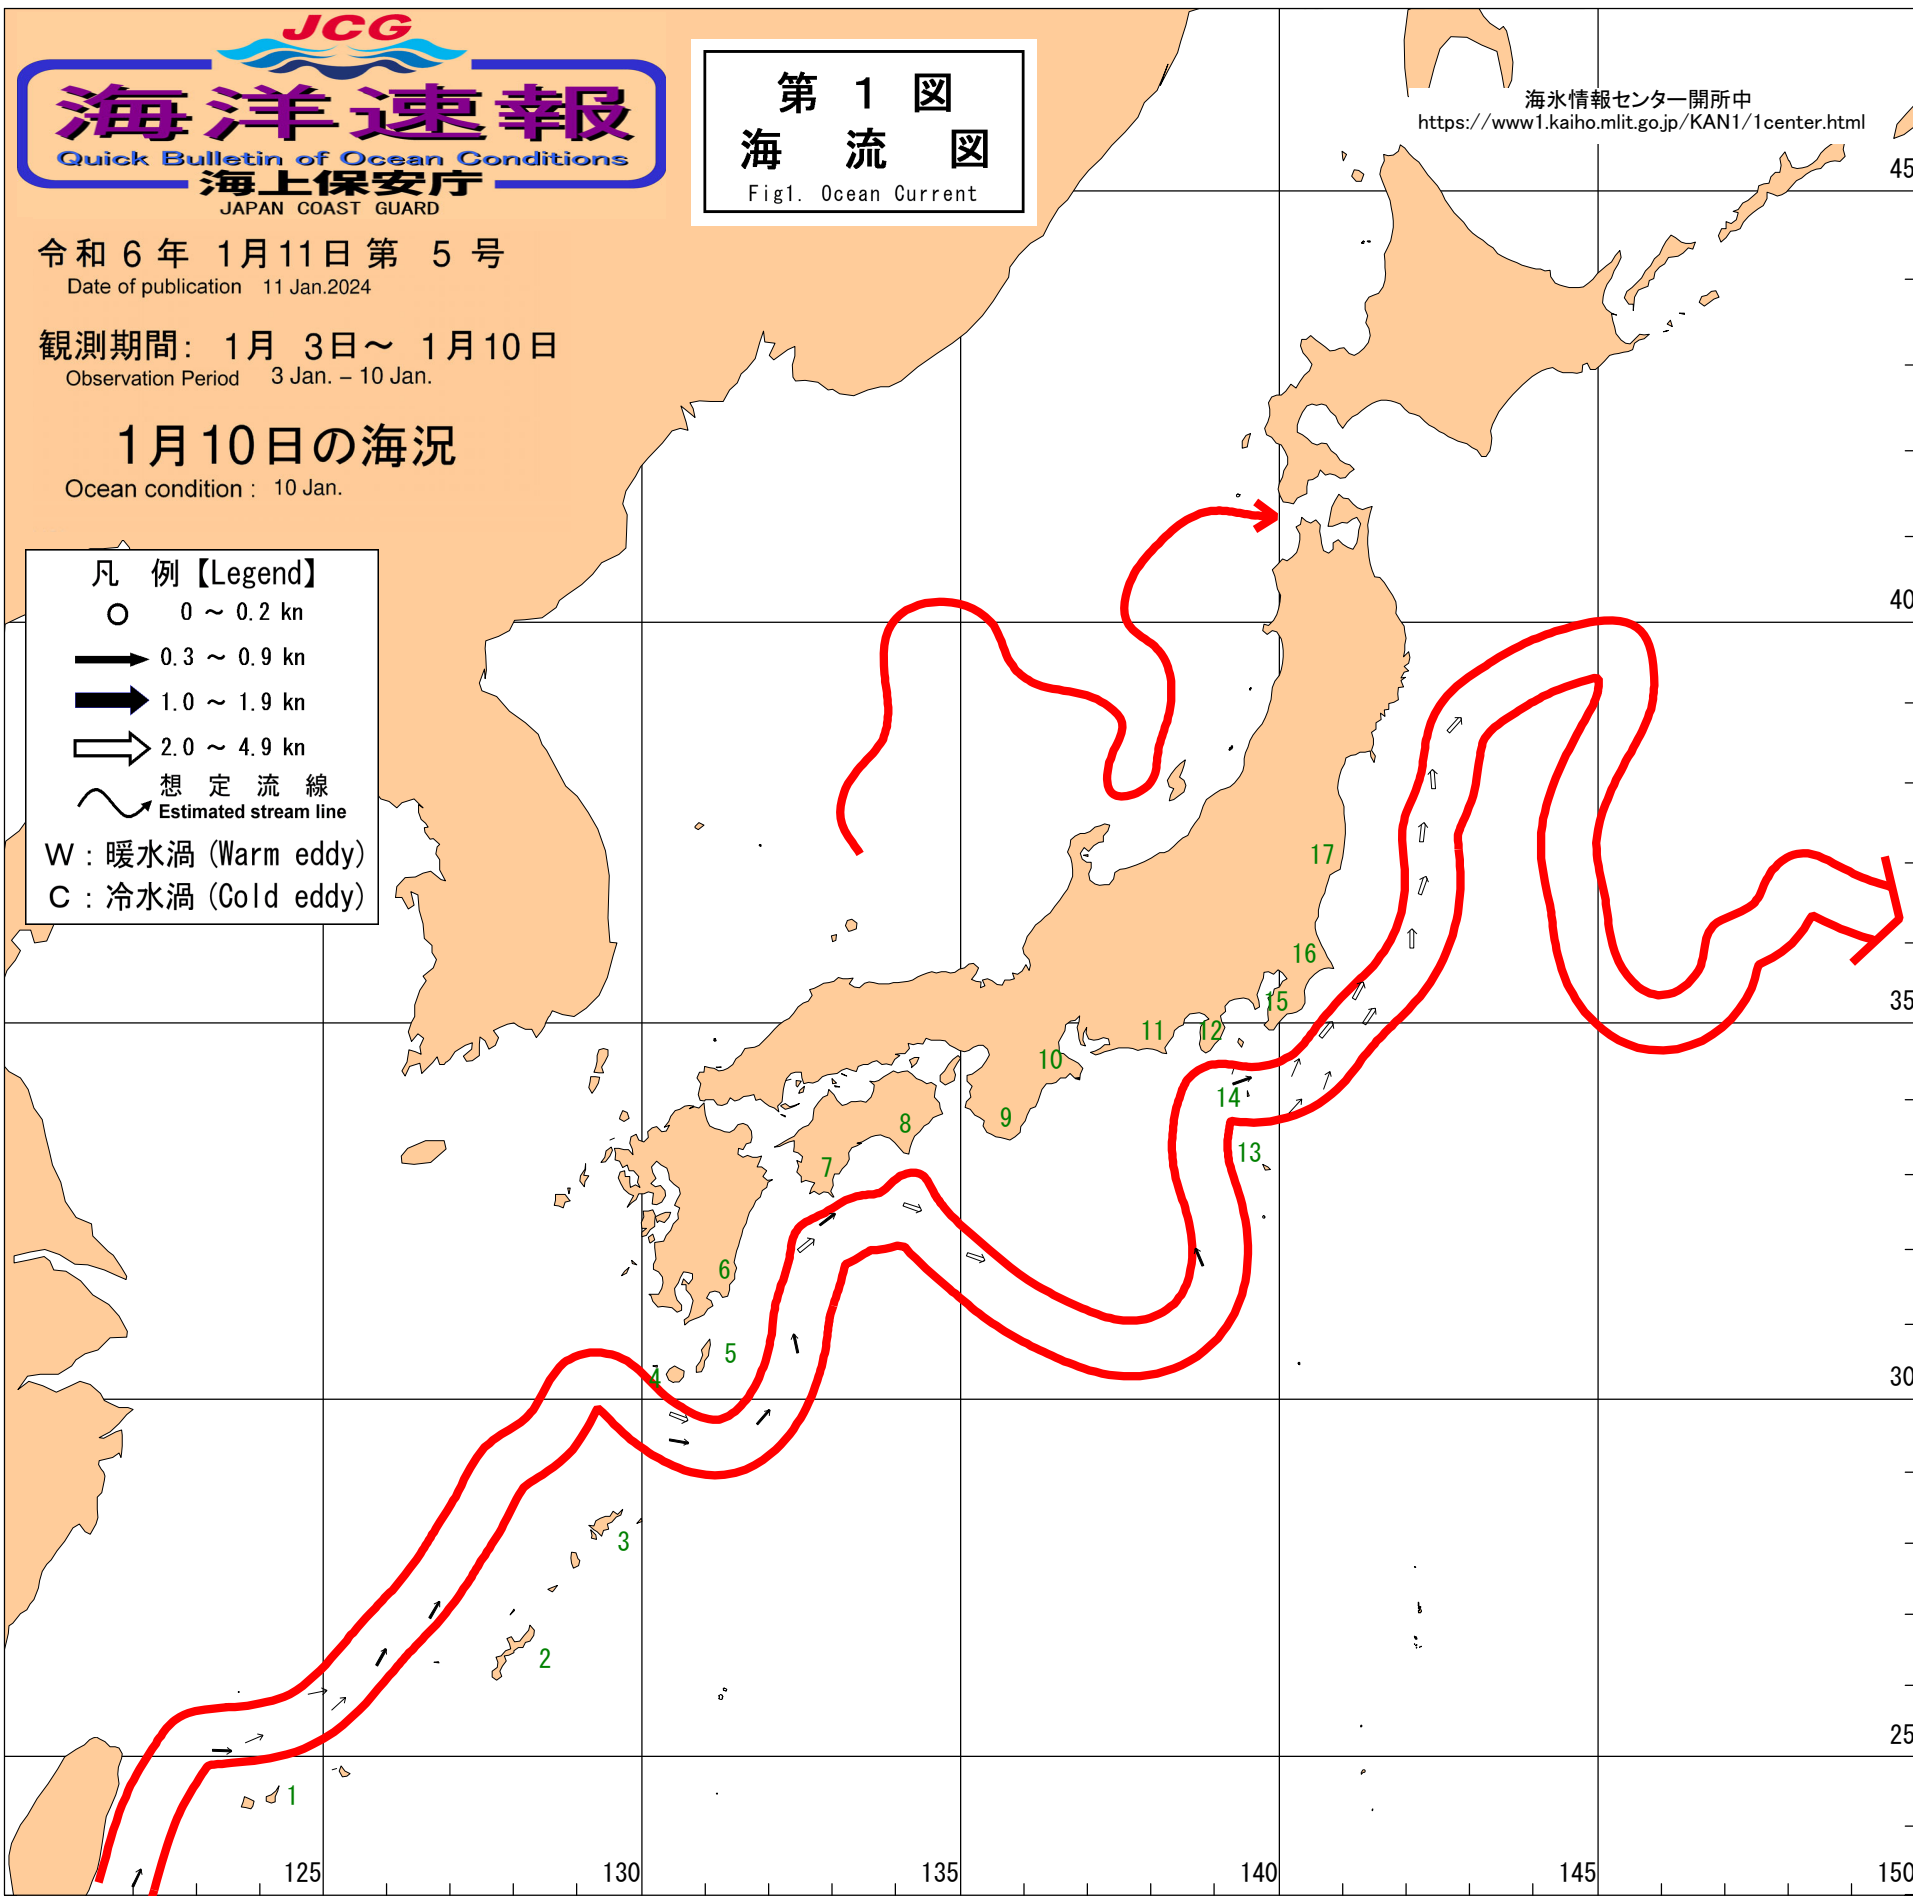 JCG
海洋速報
Quick Bulletin of Ocean Conditions
海上保安庁
JAPAN COAST GUARD
令和 6 年 1月11日 第 5 号
Date of publication 11 Jan.2024
観測期間: 1月 3日～ 1月10日
Observation Period 3 Jan. – 10 Jan.
1月10日の海況
Ocean condition : 10 Jan.
第 1 図
海 流 図
Fig1. Ocean Current
海氷情報センター開所中
https://www1.kaiho.mlit.go.jp/KAN1/1center.html
凡 例【Legend】
0 ～ 0.2 kn
0.3 ～ 0.9 kn
1.0 ～ 1.9 kn
2.0 ～ 4.9 kn
想 定 流 線
Estimated stream line
W : 暖水渦 (Warm eddy)
C : 冷水渦 (Cold eddy)
45
40
35
30
25
17
16
15
12
11
10
14
13
9
8
7
6
5
4
3
2
1
125
130
135
140
145
150